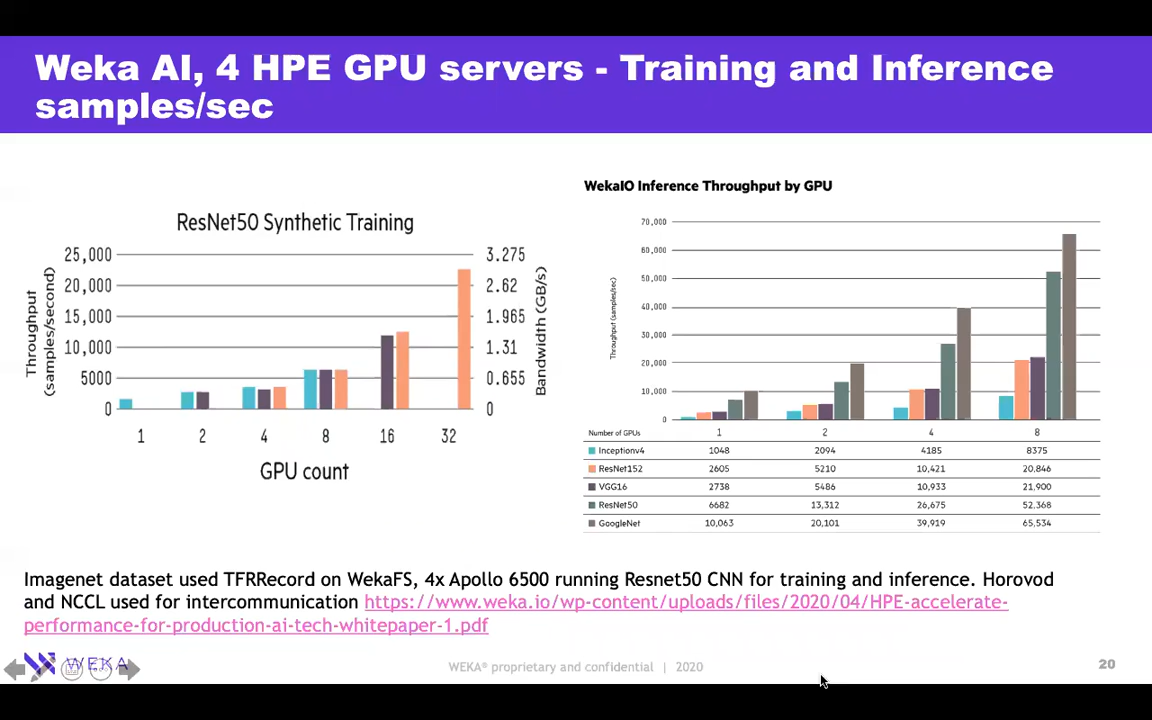 Weka AI, 4 HPE GPU servers - Training and Inference
samples/sec
ResNet50 Synthetic Training
Throughput
(samples/second)
25,000
20,000
15,000
10,000
5000
0
3.275
2.62
1.965
1.31
0.655
0
Bandwidth (GB/s)
1 2 4 8 16 32
GPU count
WekaIO Inference Throughput by GPU
Throughput (samples/sec)
70,000
60,000
50,000
40,000
30,000
20,000
10,000
0
Number of GPUs 1 2 4 8
Inceptionv4 1048 2094 4185 8375
ResNet152 2605 5210 10,421 20,846
VGG16 2738 5486 10,933 21,900
ResNet50 6682 13,312 26,675 52,368
GoogleNet 10,063 20,101 39,919 65,534
Imagenet dataset used TFRRecord on WekaFS, 4x Apollo 6500 running Resnet50 CNN for training and inference. Horovod
and NCCL used for intercommunication https://www.weka.io/wp-content/uploads/files/2020/04/HPE-accelerate-
performance-for-production-ai-tech-whitepaper-1.pdf
WEKA
WEKA® proprietary and confidential | 2020
20